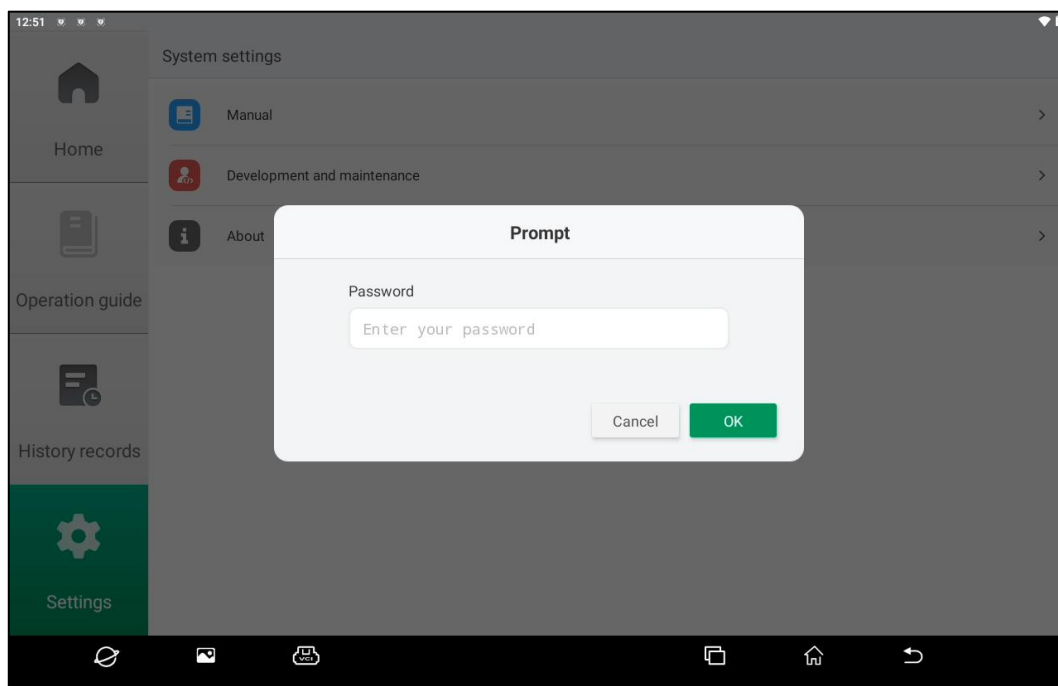 12:51
System settings
Home
Manual
Development and maintenance
About
Operation guide
History records
Settings
Prompt
Password
Enter your password
Cancel
OK
VCI